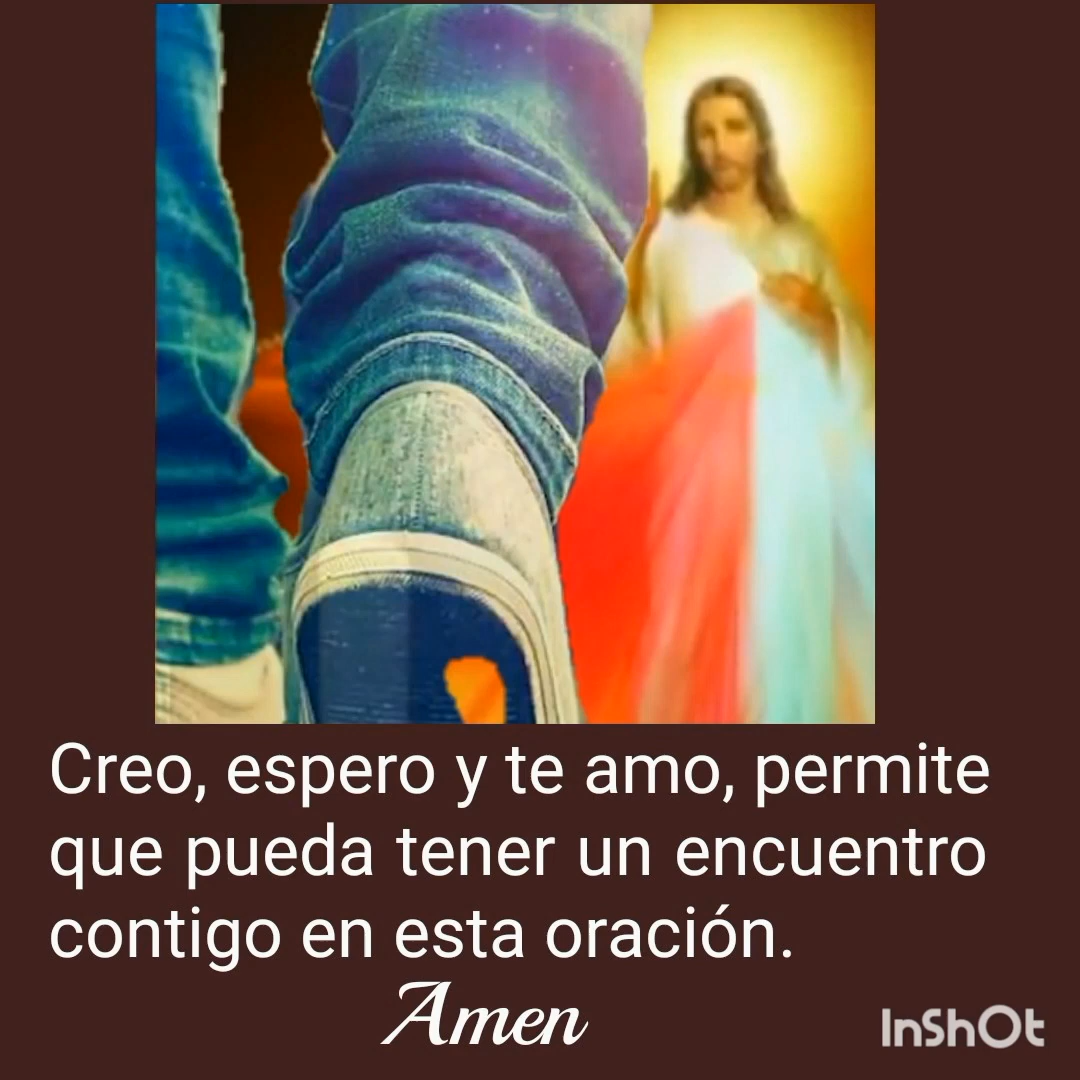 Creo, espero y te amo, permite
que pueda tener un encuentro
contigo en esta oración.
Amen
InShOt